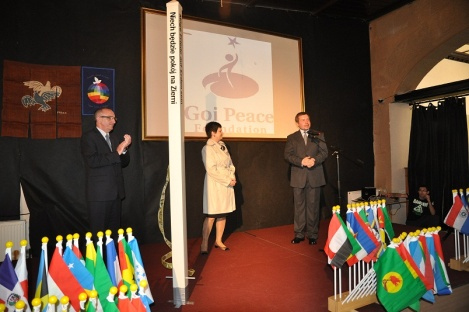 Niech będzie pokój na Ziemi
Goi Peace
Foundation